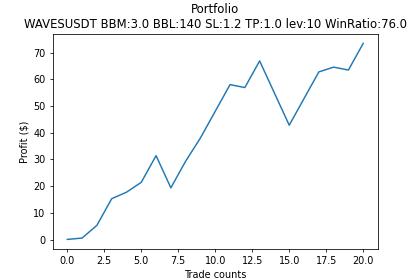 Portfolio
WAVESUSDT BBM:3.0 BBL:140 SL:1.2 TP:1.0 lev:10 WinRatio:76.0
Profit ($)
70
60
50
40
30
20
10
0
0.0 2.5 5.0 7.5 10.0 12.5 15.0 17.5 20.0
Trade counts